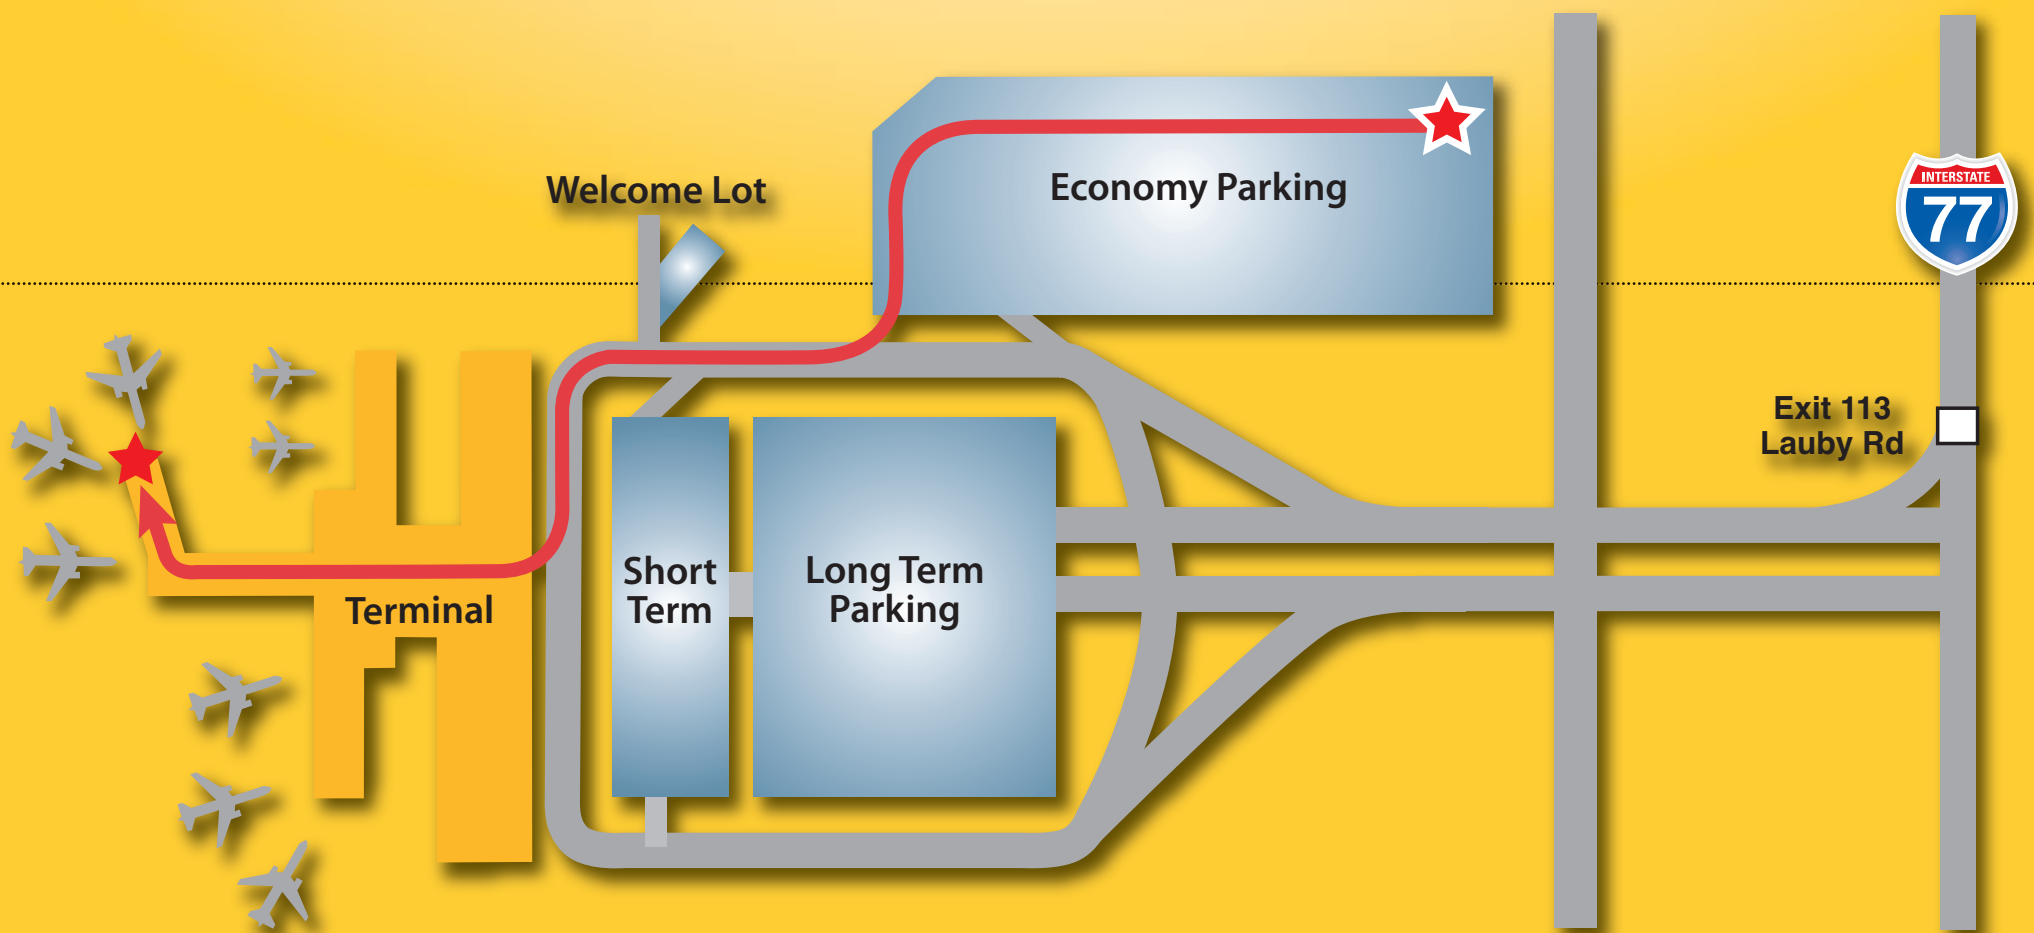 Welcome Lot
Economy Parking
INTERSTATE
77
Exit 113
Lauby Rd
Short
Term
Long Term
Parking
Terminal